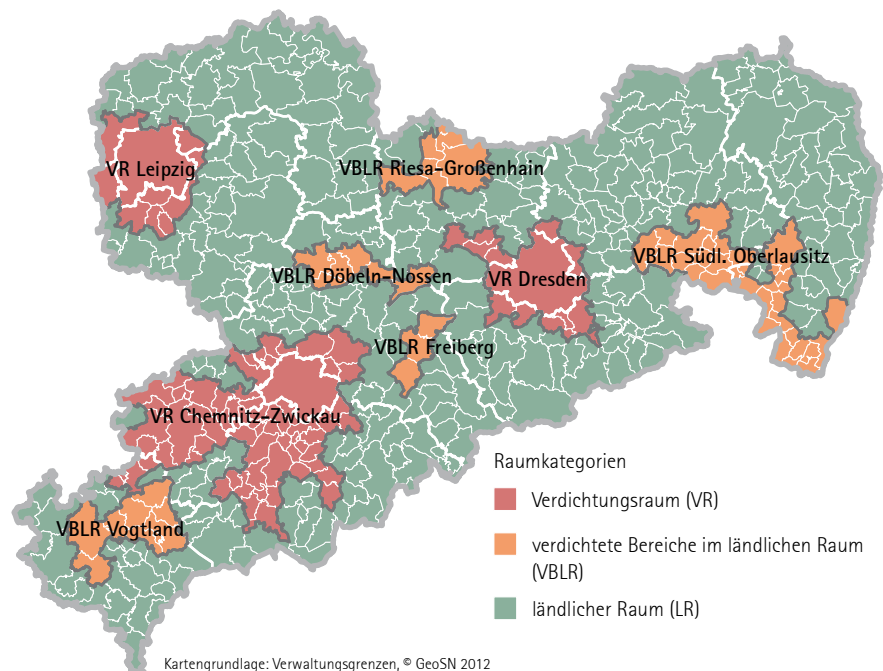 VR Leipzig
VBLR Riesa-Großenhain
VBLR Südl. Oberlausitz
VBLR Döbeln-Nossen
VR Dresden
VBLR Freiberg
VR Chemnitz-Zwickau
VBLR Vogtland
Raumkategorien
Verdichtungsraum (VR)
verdichtete Bereiche im ländlichen Raum
(VBLR)
ländlicher Raum (LR)
Kartengrundlage: Verwaltungsgrenzen, © GeoSN 2012